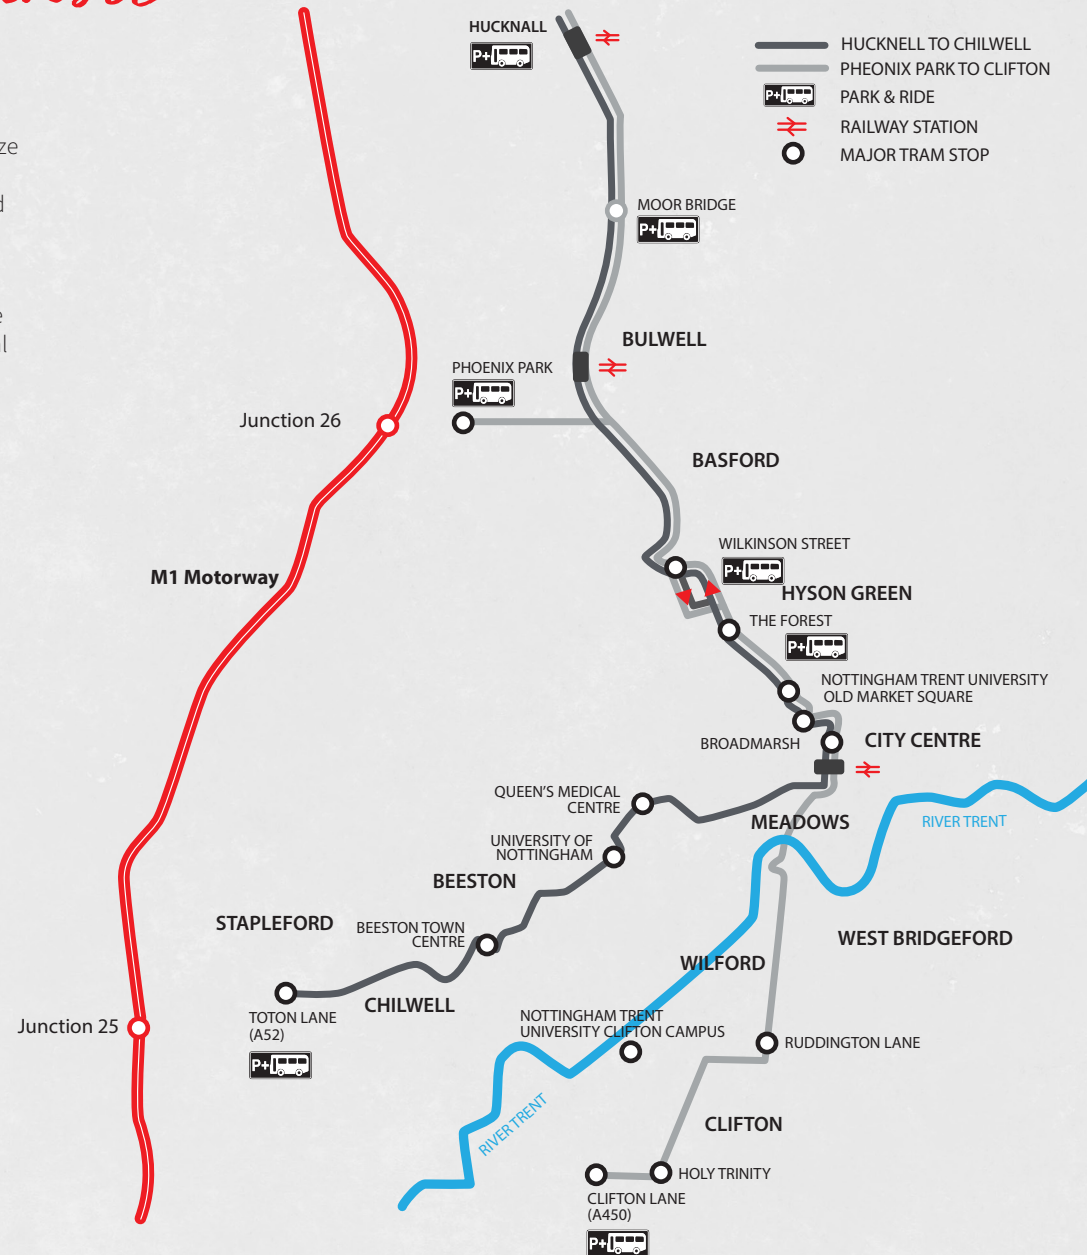 HUCKNALL
P+
HUCKNELL TO CHILWELL
PHEONIX PARK TO CLIFTON
P+
PARK & RIDE
RAILWAY STATION
MAJOR TRAM STOP
ze
d
MOOR BRIDGE
P+
e
al
BULWELL
PHOENIX PARK
P+
Junction 26
BASFORD
WILKINSON STREET
P+
M1 Motorway
HYSON GREEN
THE FOREST
P+
NOTTINGHAM TRENT UNIVERSITY
OLD MARKET SQUARE
BROADMARSH
CITY CENTRE
QUEEN'S MEDICAL
CENTRE
MEADOWS
RIVER TRENT
UNIVERSITY OF
NOTTINGHAM
BEESTON
STAPLEFORD
BEESTON TOWN
CENTRE
WEST BRIDGEFORD
WILFORD
CHILWELL
TOTON LANE
(A52)
P+
NOTTINGHAM TRENT
UNIVERSITY CLIFTON CAMPUS
Junction 25
RUDDINGTON LANE
RIVER TRENT
CLIFTON
HOLY TRINITY
CLIFTON LANE
(A450)
P+